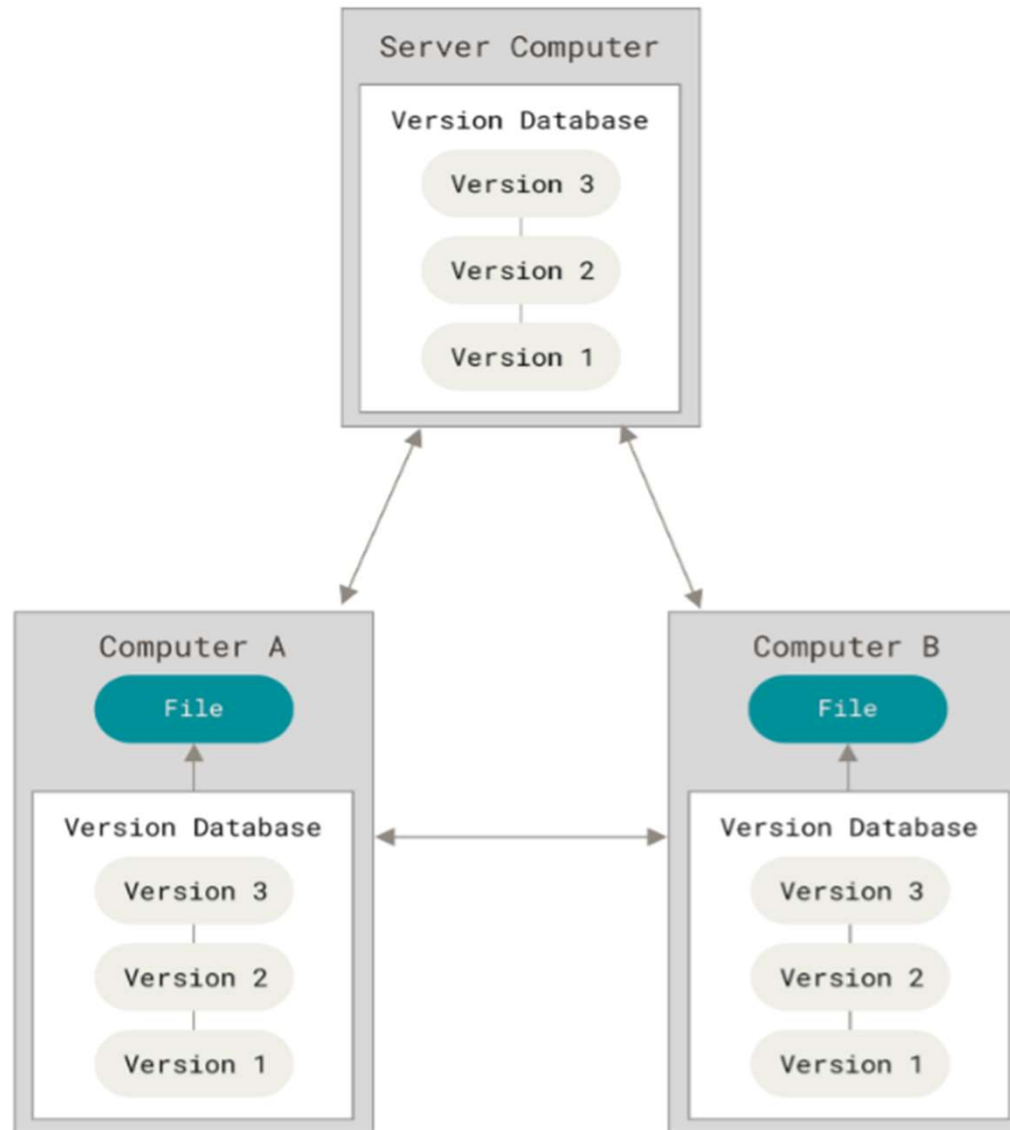 Server Computer
Version Database
Version 3
Version 2
Version 1
Computer A
File
Version Database
Version 3
Version 2
Version 1
Computer B
File
Version Database
Version 3
Version 2
Version 1